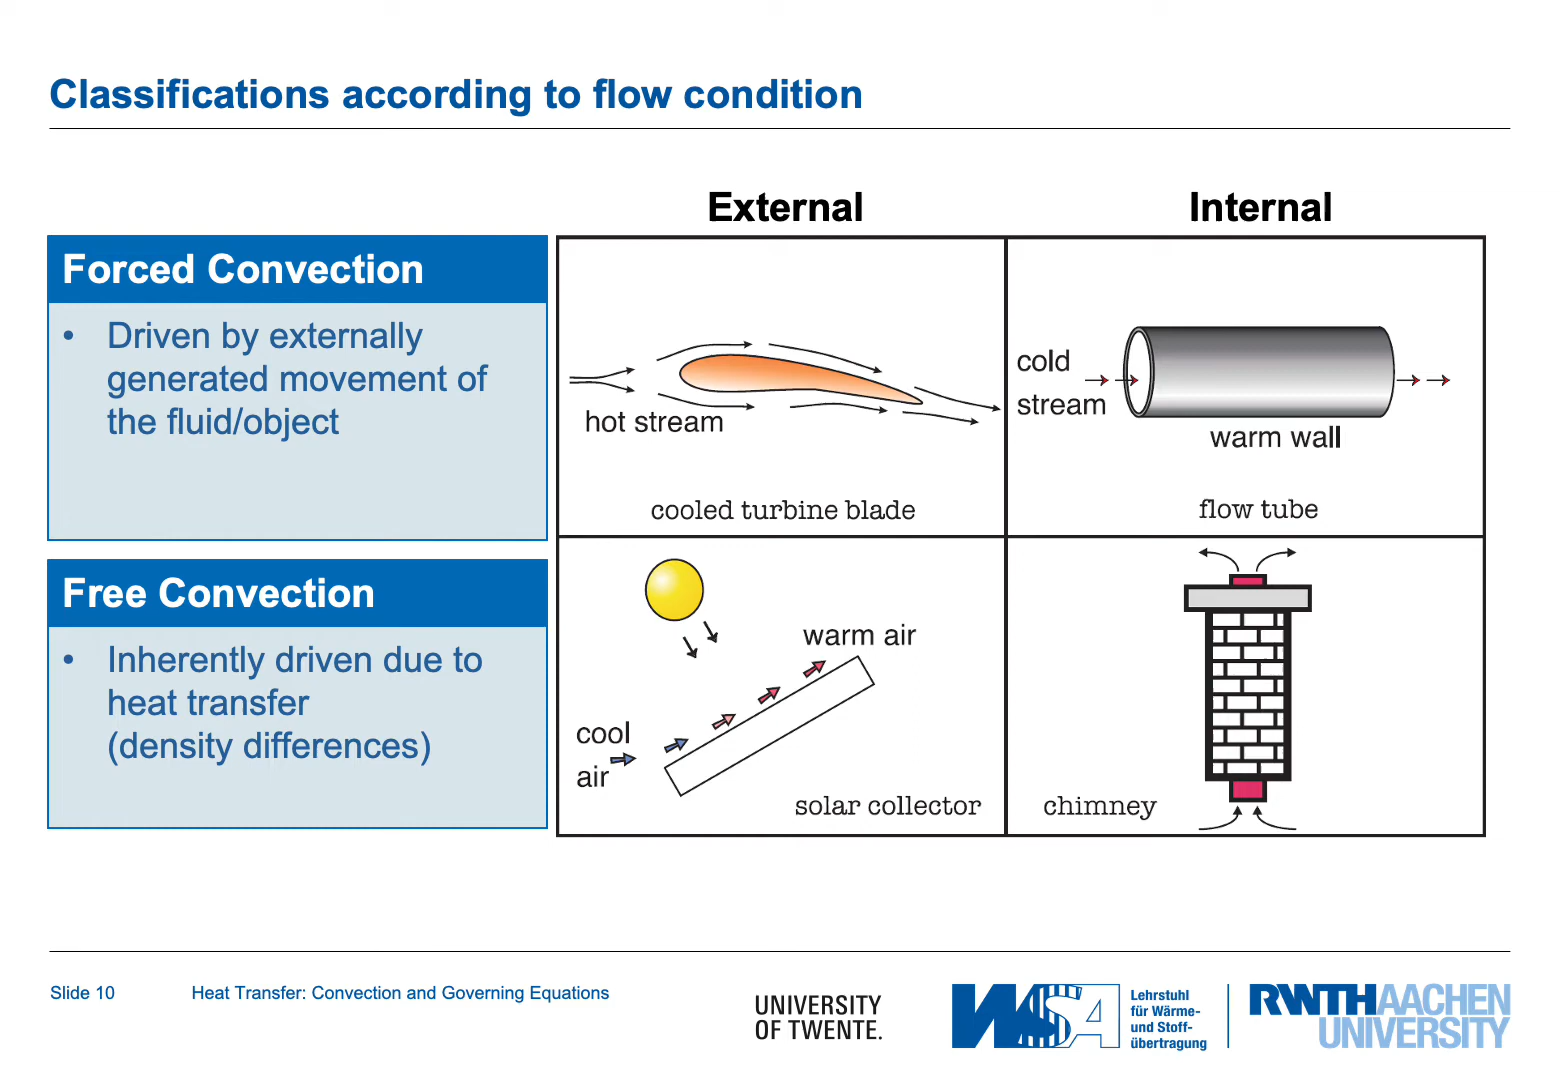 Classifications according to flow condition
External
Internal
Forced Convection
• Driven by externally
generated movement of
the fluid/object
hot stream
cooled turbine blade
cold
stream
warm wall
flow tube
Free Convection
• Inherently driven due to
heat transfer
(density differences)
warm air
cool
air
solar collector
chimney
Slide 10
Heat Transfer: Convection and Governing Equations
UNIVERSITY
OF TWENTE.
WSA
Lehrstuhl
für Wärme-
und Stoff-
übertragung
RWTHAACHEN
UNIVERSITY